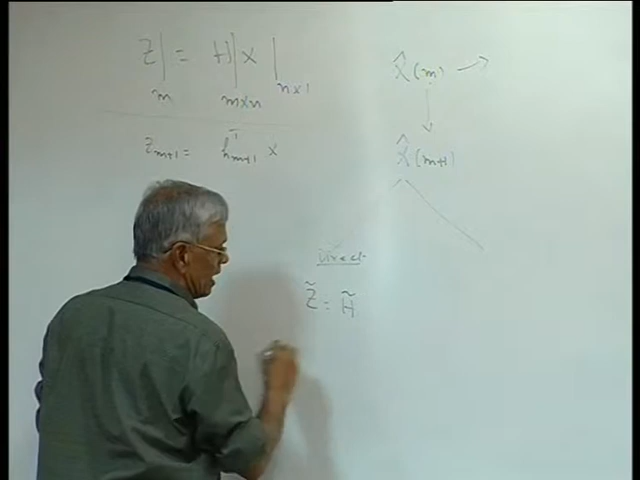 Z| = H| x|
m m×n n×1
z_{m+1} = h^T_{m+1} x
x̂(m) →
↓
x̂(m+1)
Direct
Z̃ = H̃